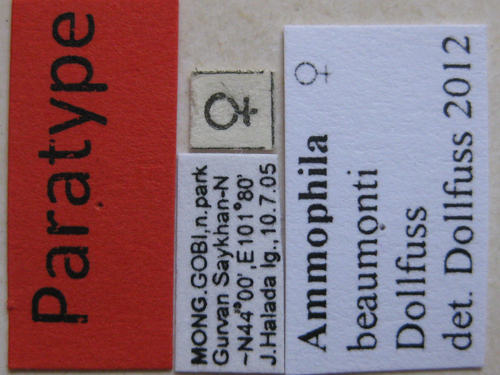 Paratype
♀
MONG.GOBI,n.park
Gurvan Saykhan-N
~N44°00',E101°80'
J.Halada lg.,10.7.05
♀
Ammophila
beaumonti
Dollfuss
det. Dollfuss 2012